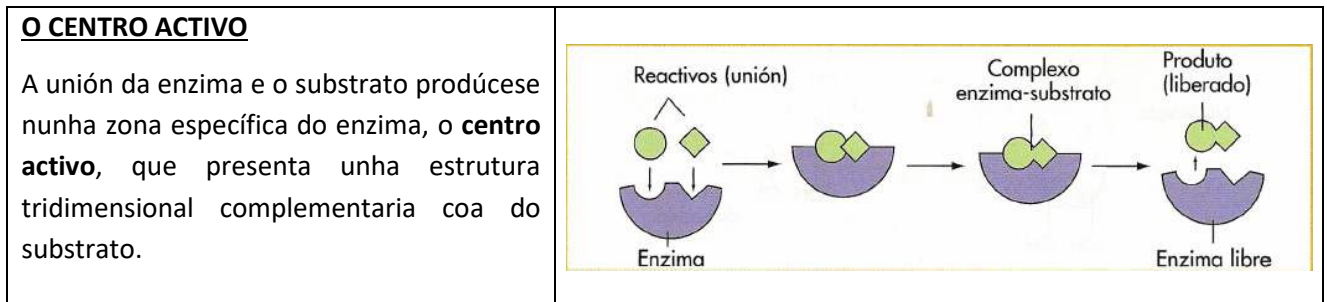 O CENTRO ACTIVO
A unión da enzima e o substrato prodúcese
nunha zona específica do enzima, o centro
activo, que presenta unha estrutura
tridimensional complementaria coa do
substrato.
Reactivos (unión)
Enzima
Complexo
enzima-substrato
Produto
(liberado)
Enzima libre